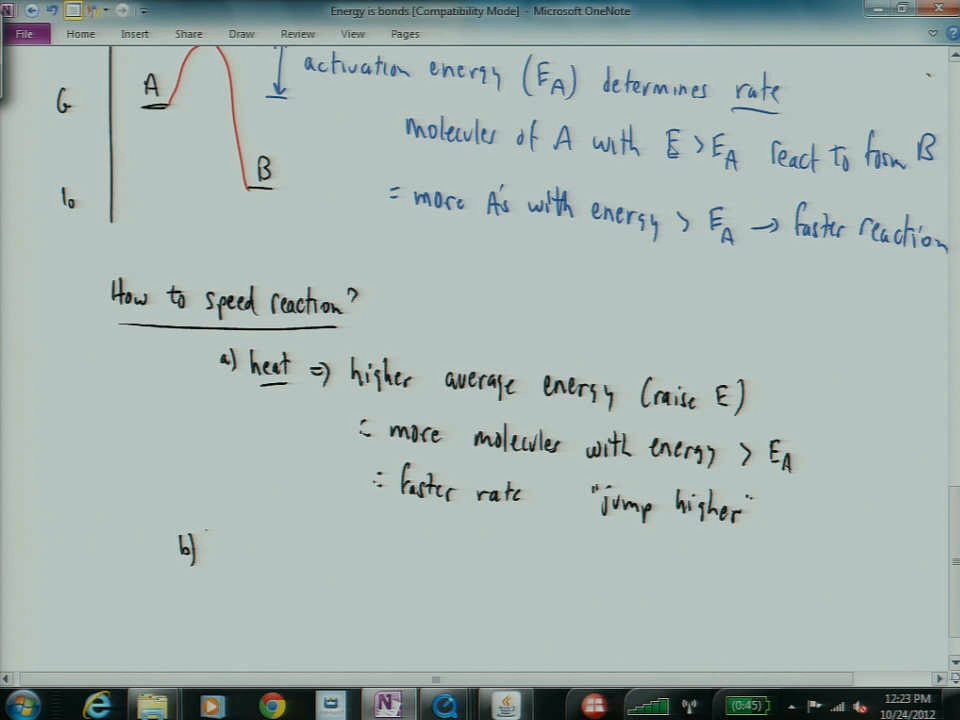 Energy is bonds [Compatibility Mode] - Microsoft OneNote
File Home Insert Share Draw Review View Pages
activation energy (EA) determines rate
A
G
molecules of A with E > EA react to form B
B
lo
= more A's with energy > EA → faster reaction
How to speed reaction?
a) heat ⇒ higher average energy (raise E)
= more molecules with energy > EA
= faster rate "jump higher"
b)
(0:45)
12:23 PM
10/24/2012